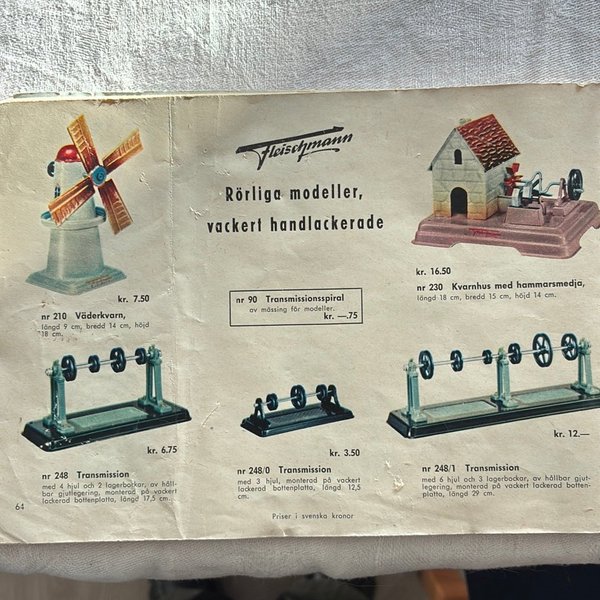 Fleischmann
Rörliga modeller,
vackert handlackerade
kr. 7.50
nr 210 Väderkvarn,
längd 9 cm, bredd 14 cm, höjd
18 cm.
nr 90 Transmissionsspiral
av mässing för modeller.
kr. —.75
kr. 16.50
nr 230 Kvarnhus med hammarsmedja,
längd 18 cm, bredd 15 cm, höjd 14 cm.
kr. 6.75
nr 248 Transmission
med 4 hjul och 2 lagerbockar, av håll-
bar gjutlegering, monterad på vackert
lackerad bottenplatta, längd 17,5 cm.
kr. 3.50
nr 248/0 Transmission
med 3 hjul, monterad på vackert
lackerad bottenplatta, längd 12,5
cm.
kr. 12.—
nr 248/1 Transmission
med 6 hjul och 3 lagerbockar, av hållbar gjut-
legering, monterad på vackert lackerad botten-
platta, längd 29 cm.
64
Priser i svenska kronor